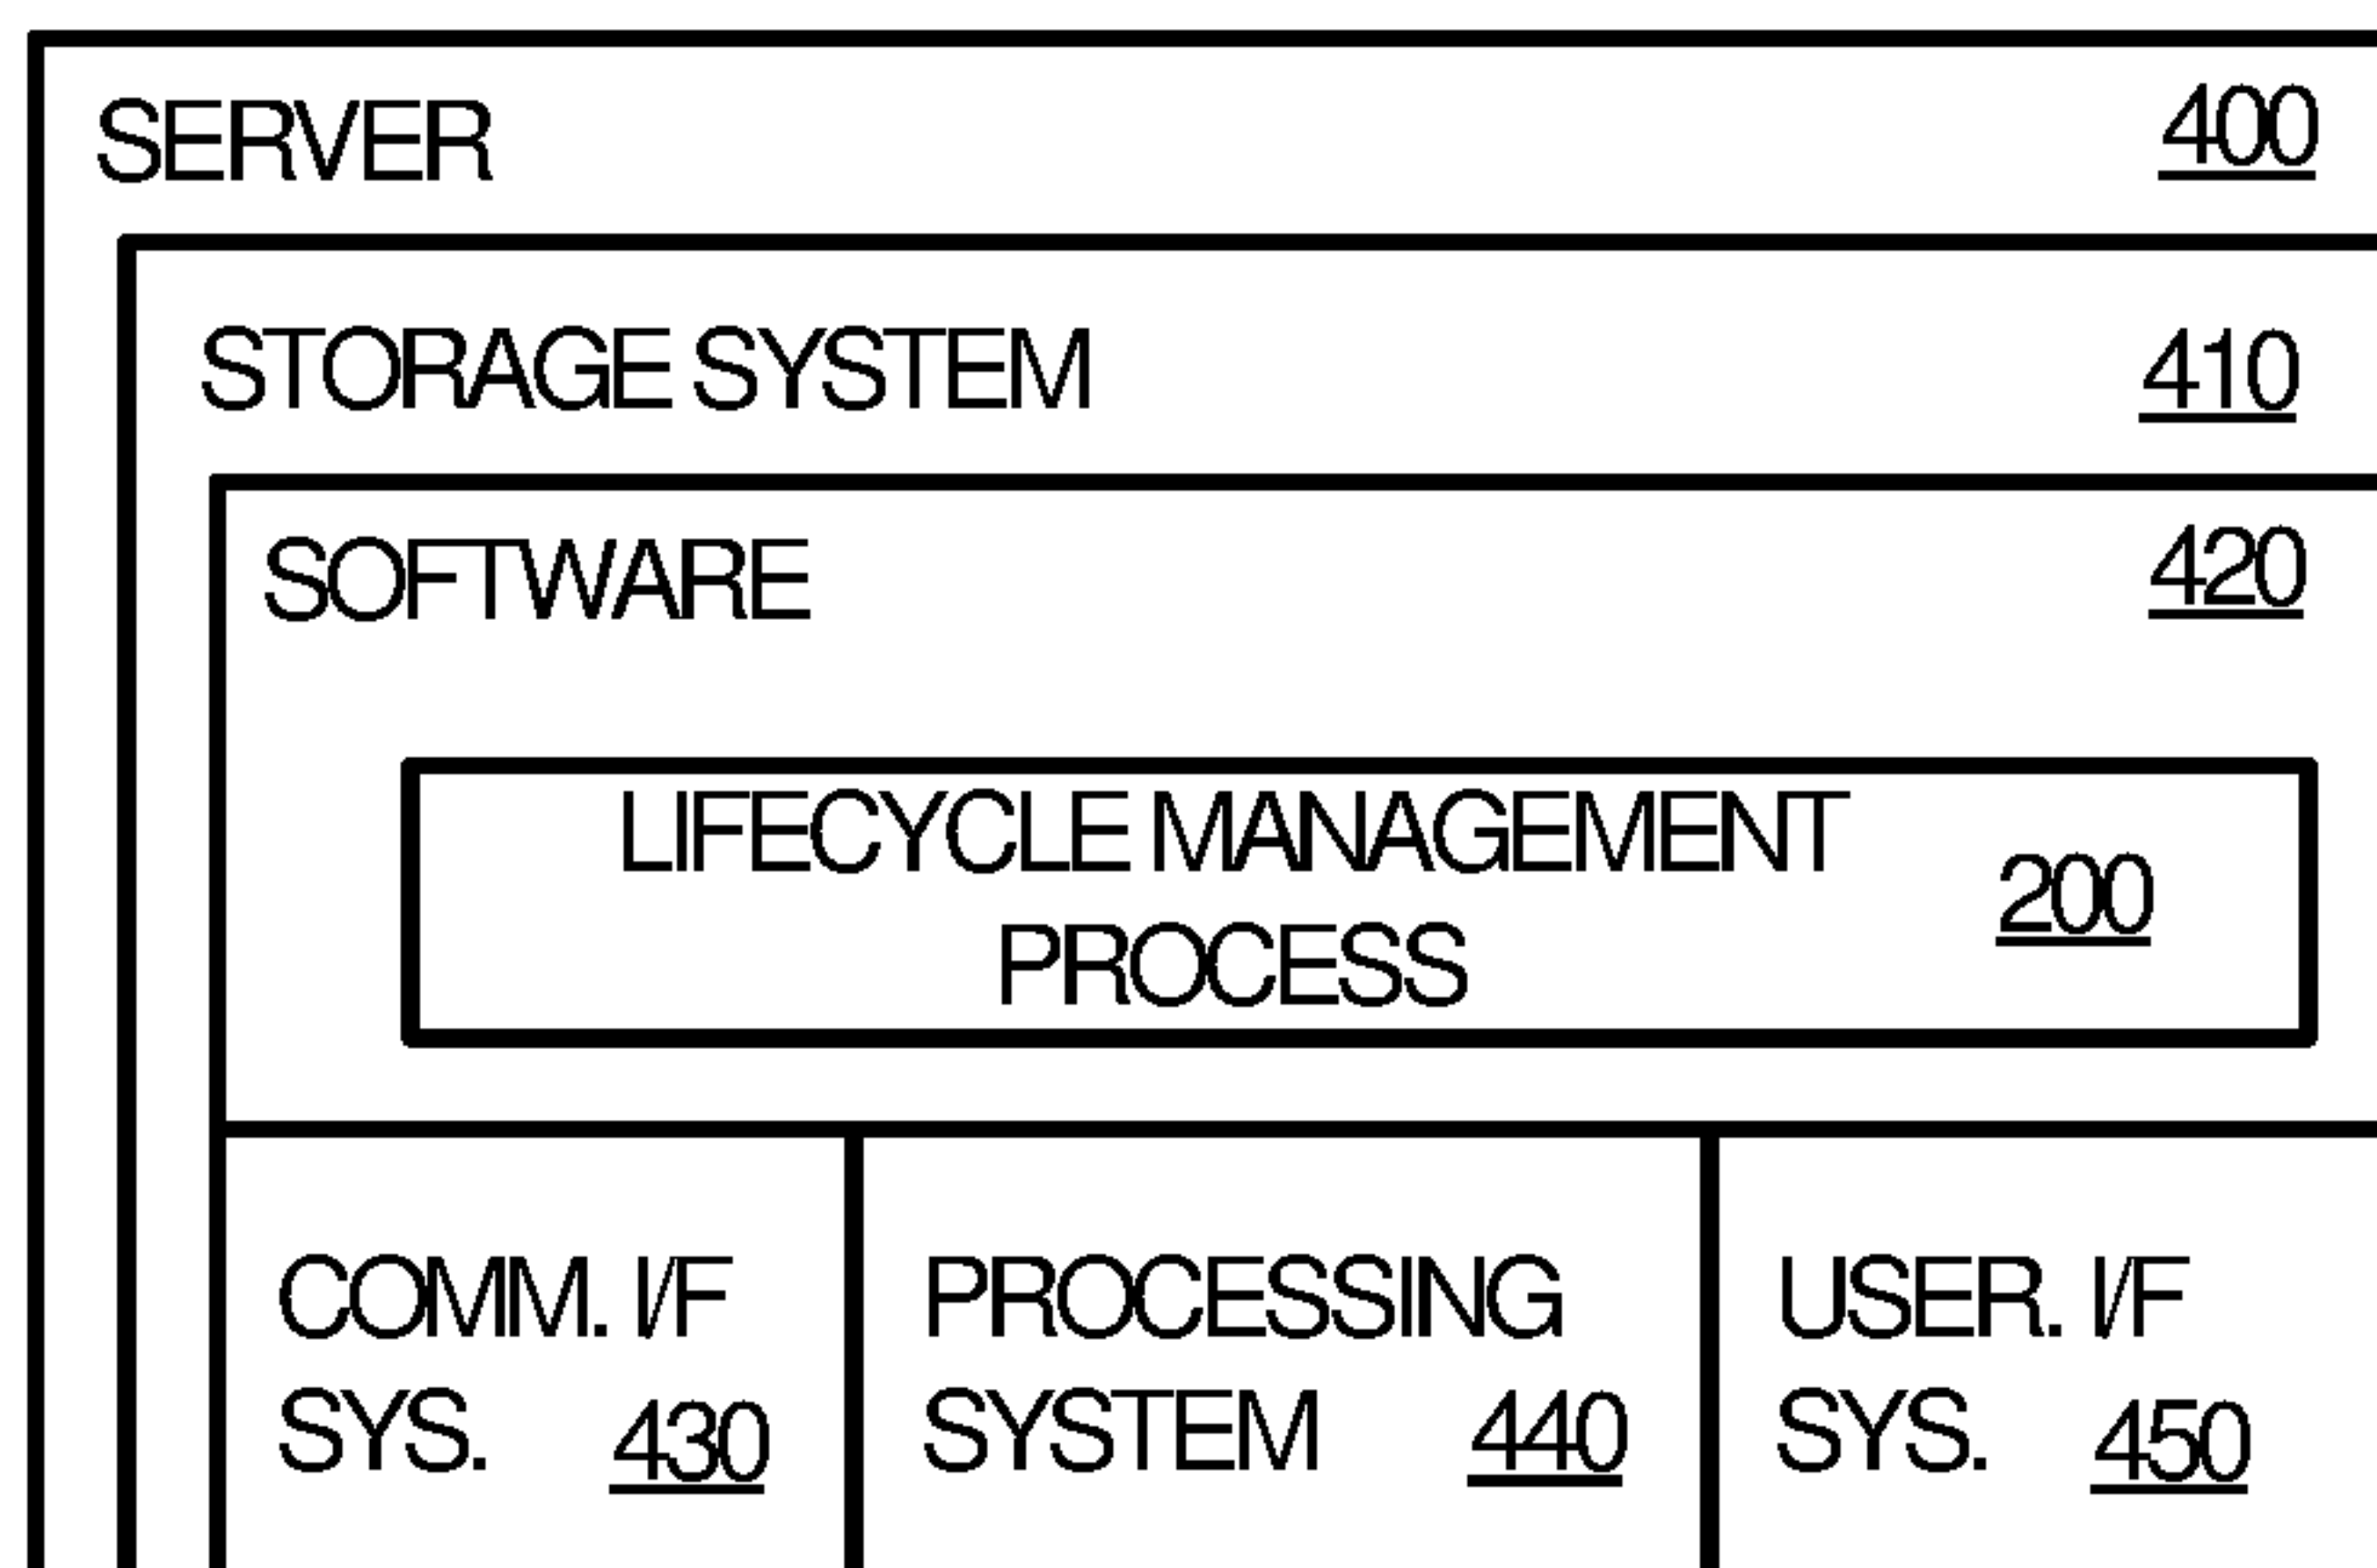 SERVER 400
STORAGE SYSTEM 410
SOFTWARE 420
LIFECYCLE MANAGEMENT
PROCESS
200
COMM. I/F
SYS. 430
PROCESSING
SYSTEM 440
USER. I/F
SYS. 450